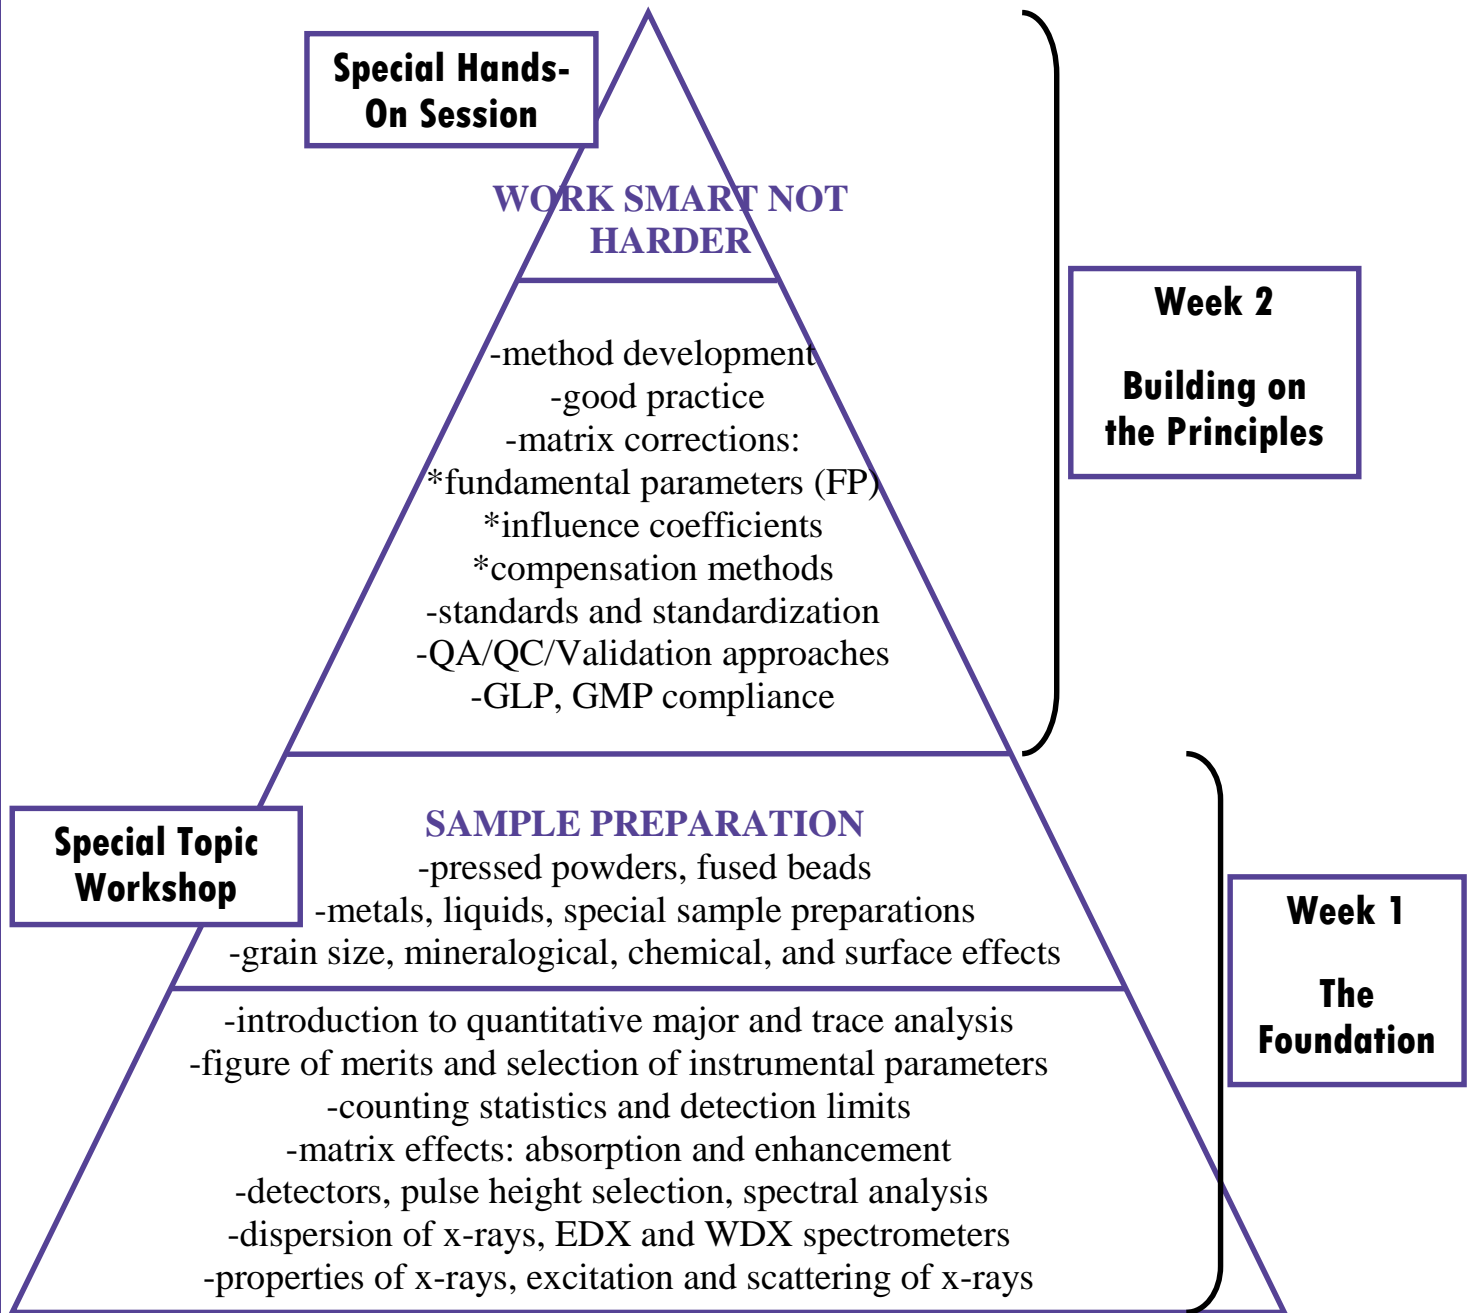 Special Hands-
On Session
WORK SMART NOT
HARDER
-method development
-good practice
-matrix corrections:
*fundamental parameters (FP)
*influence coefficients
*compensation methods
-standards and standardization
-QA/QC/Validation approaches
-GLP, GMP compliance
Week 2
Building on
the Principles
Special Topic
Workshop
SAMPLE PREPARATION
-pressed powders, fused beads
-metals, liquids, special sample preparations
-grain size, mineralogical, chemical, and surface effects
-introduction to quantitative major and trace analysis
-figure of merits and selection of instrumental parameters
-counting statistics and detection limits
-matrix effects: absorption and enhancement
-detectors, pulse height selection, spectral analysis
-dispersion of x-rays, EDX and WDX spectrometers
-properties of x-rays, excitation and scattering of x-rays
Week 1
The
Foundation